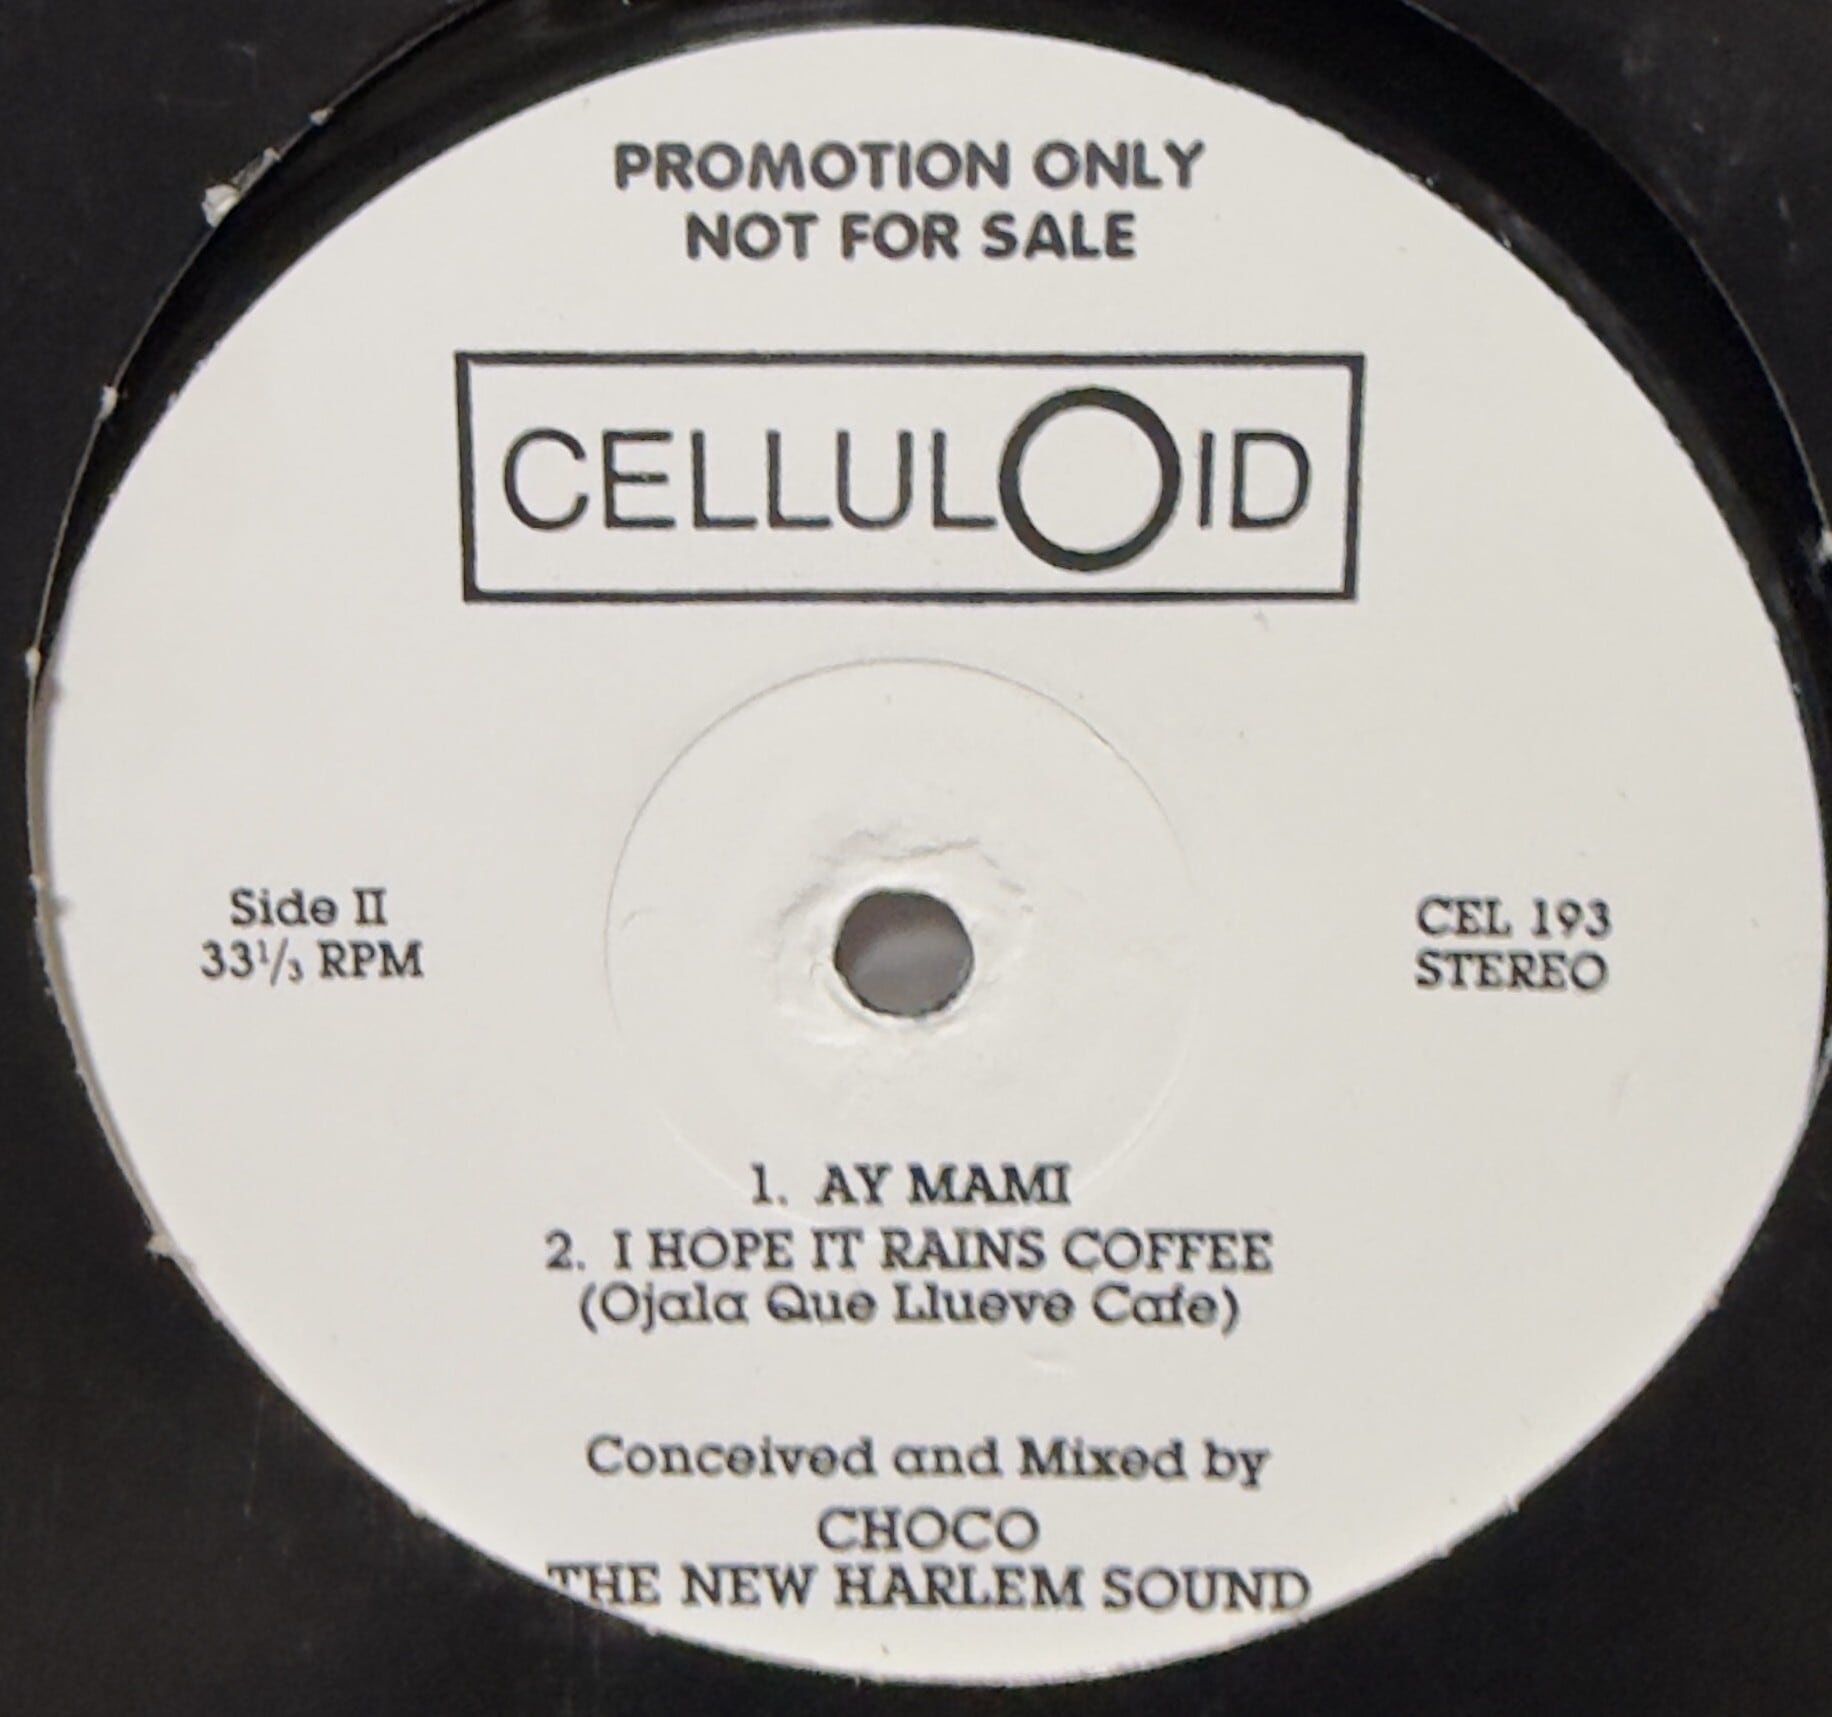 PROMOTION ONLY
NOT FOR SALE
CELLULOID
Side II
33⅓ RPM
CEL 193
STEREO
1. AY MAMI
2. I HOPE IT RAINS COFFEE
(Ojala Que Llueve Cafe)
Conceived and Mixed by
CHOCO
THE NEW HARLEM SOUND